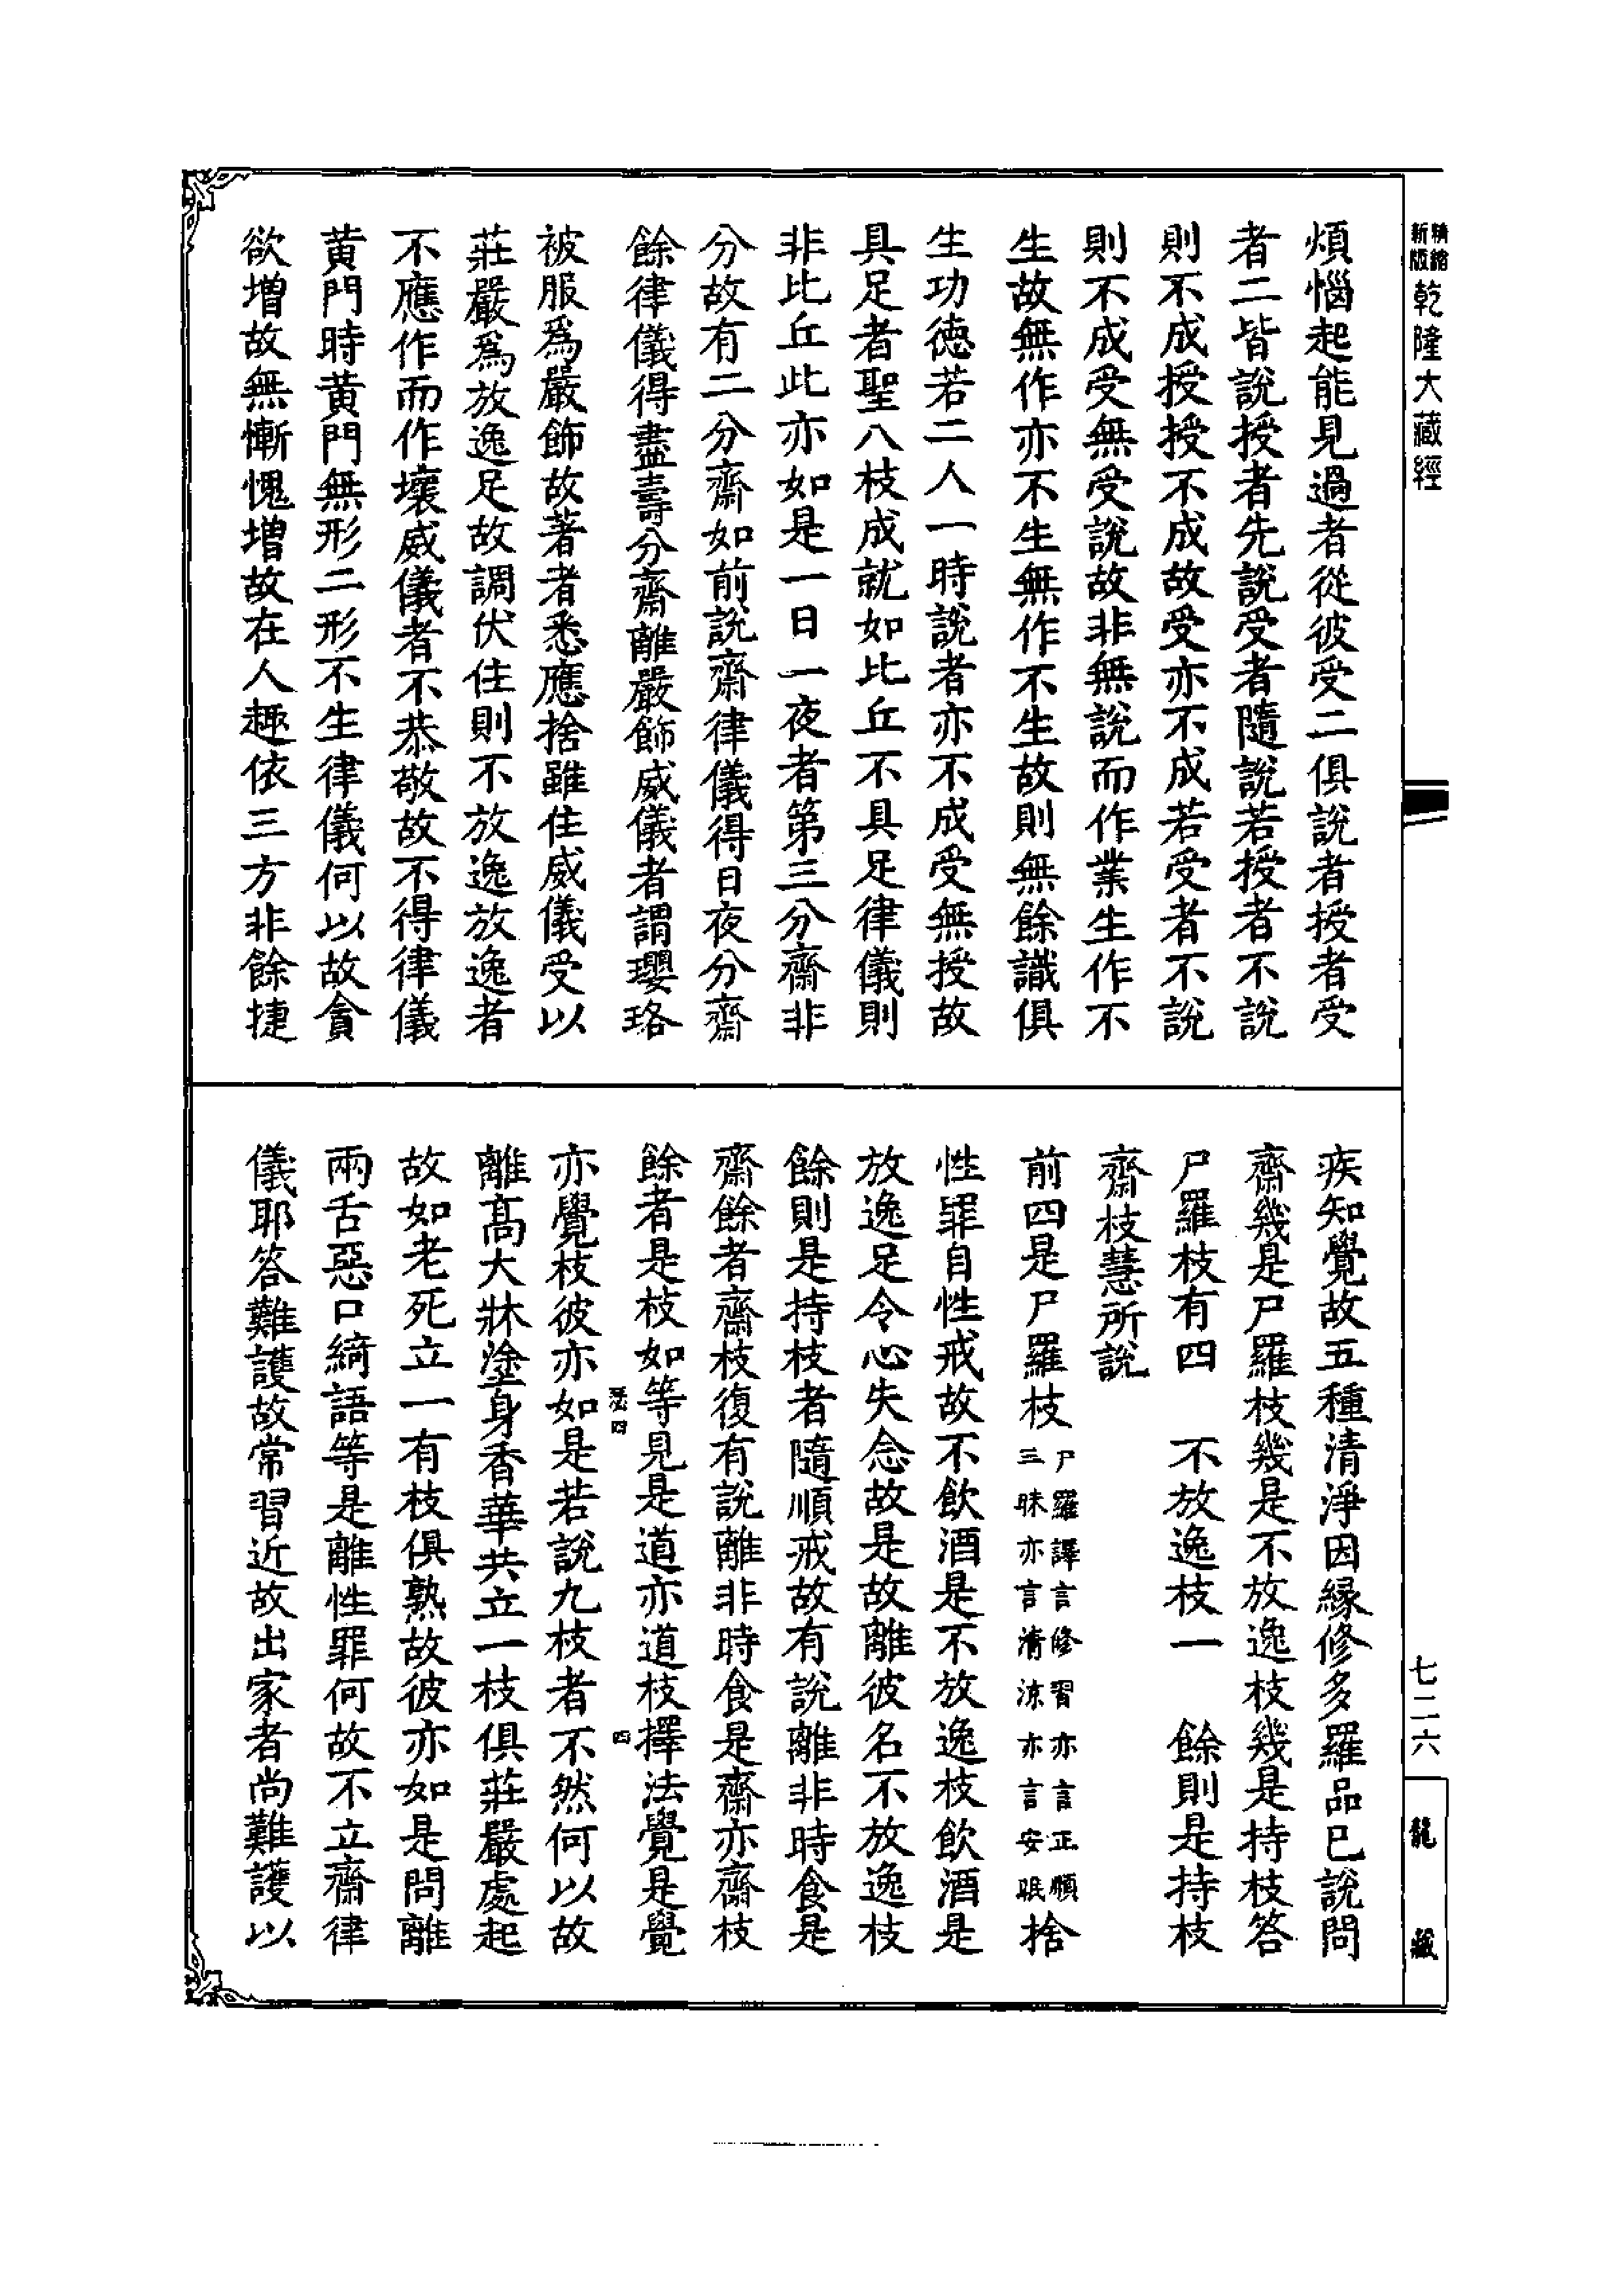 精縮
新版
乾隆大藏經
煩惱起能見過者從彼受二俱說者授者受
者二皆說授者先說受者隨說若授者不說
則不成授授不成故受亦不成若受者不說
則不成受無受說故非無說而作業生作不
生故無作亦不生無作不生故則無餘識俱
生功德若二人一時說者亦不成受無授故
具足者聖八枝成就如比丘不具足律儀則
非比丘此亦如是一日一夜者第三分齋非
分故有二分齋如前說齋律儀得日夜分齋
餘律儀得盡壽分齋離嚴飾威儀者謂瓔珞
被服爲嚴飾故著者悉應捨雖住威儀受以
莊嚴爲放逸足故調伏住則不放逸放逸者
不應作而作壞威儀者不恭敬故不得律儀
黄門時黄門無形二形不生律儀何以故貪
欲增故無慚愧增故在人趣依三方非餘捷
疾知覺故五種清淨因縁修多羅品已說問
齋幾是尸羅枝幾是不放逸枝幾是持枝答
尸羅枝有四　不放逸枝一　餘則是持枝
齋枝慧所說
前四是尸羅枝尸羅譯言修習亦言正順三昧亦言清涼亦言安眠捨
性罪自性戒故不飲酒是不放逸枝飲酒是
放逸足令心失念故是故離彼名不放逸枝
餘則是持枝者隨順戒故有說離非時食是
齋餘者齋枝復有說離非時食是齋亦齋枝
餘者是枝如等見是道亦道枝擇法覺是覺
四
四
亦覺枝彼亦如是若說九枝者不然何以故
離高大牀塗身香華共立一枝俱莊嚴處起
故如老死立一有枝俱熟故彼亦如是問離
兩舌惡口綺語等是離性罪何故不立齋律
儀耶答難護故常習近故出家者尚難護以
七二六
龍藏